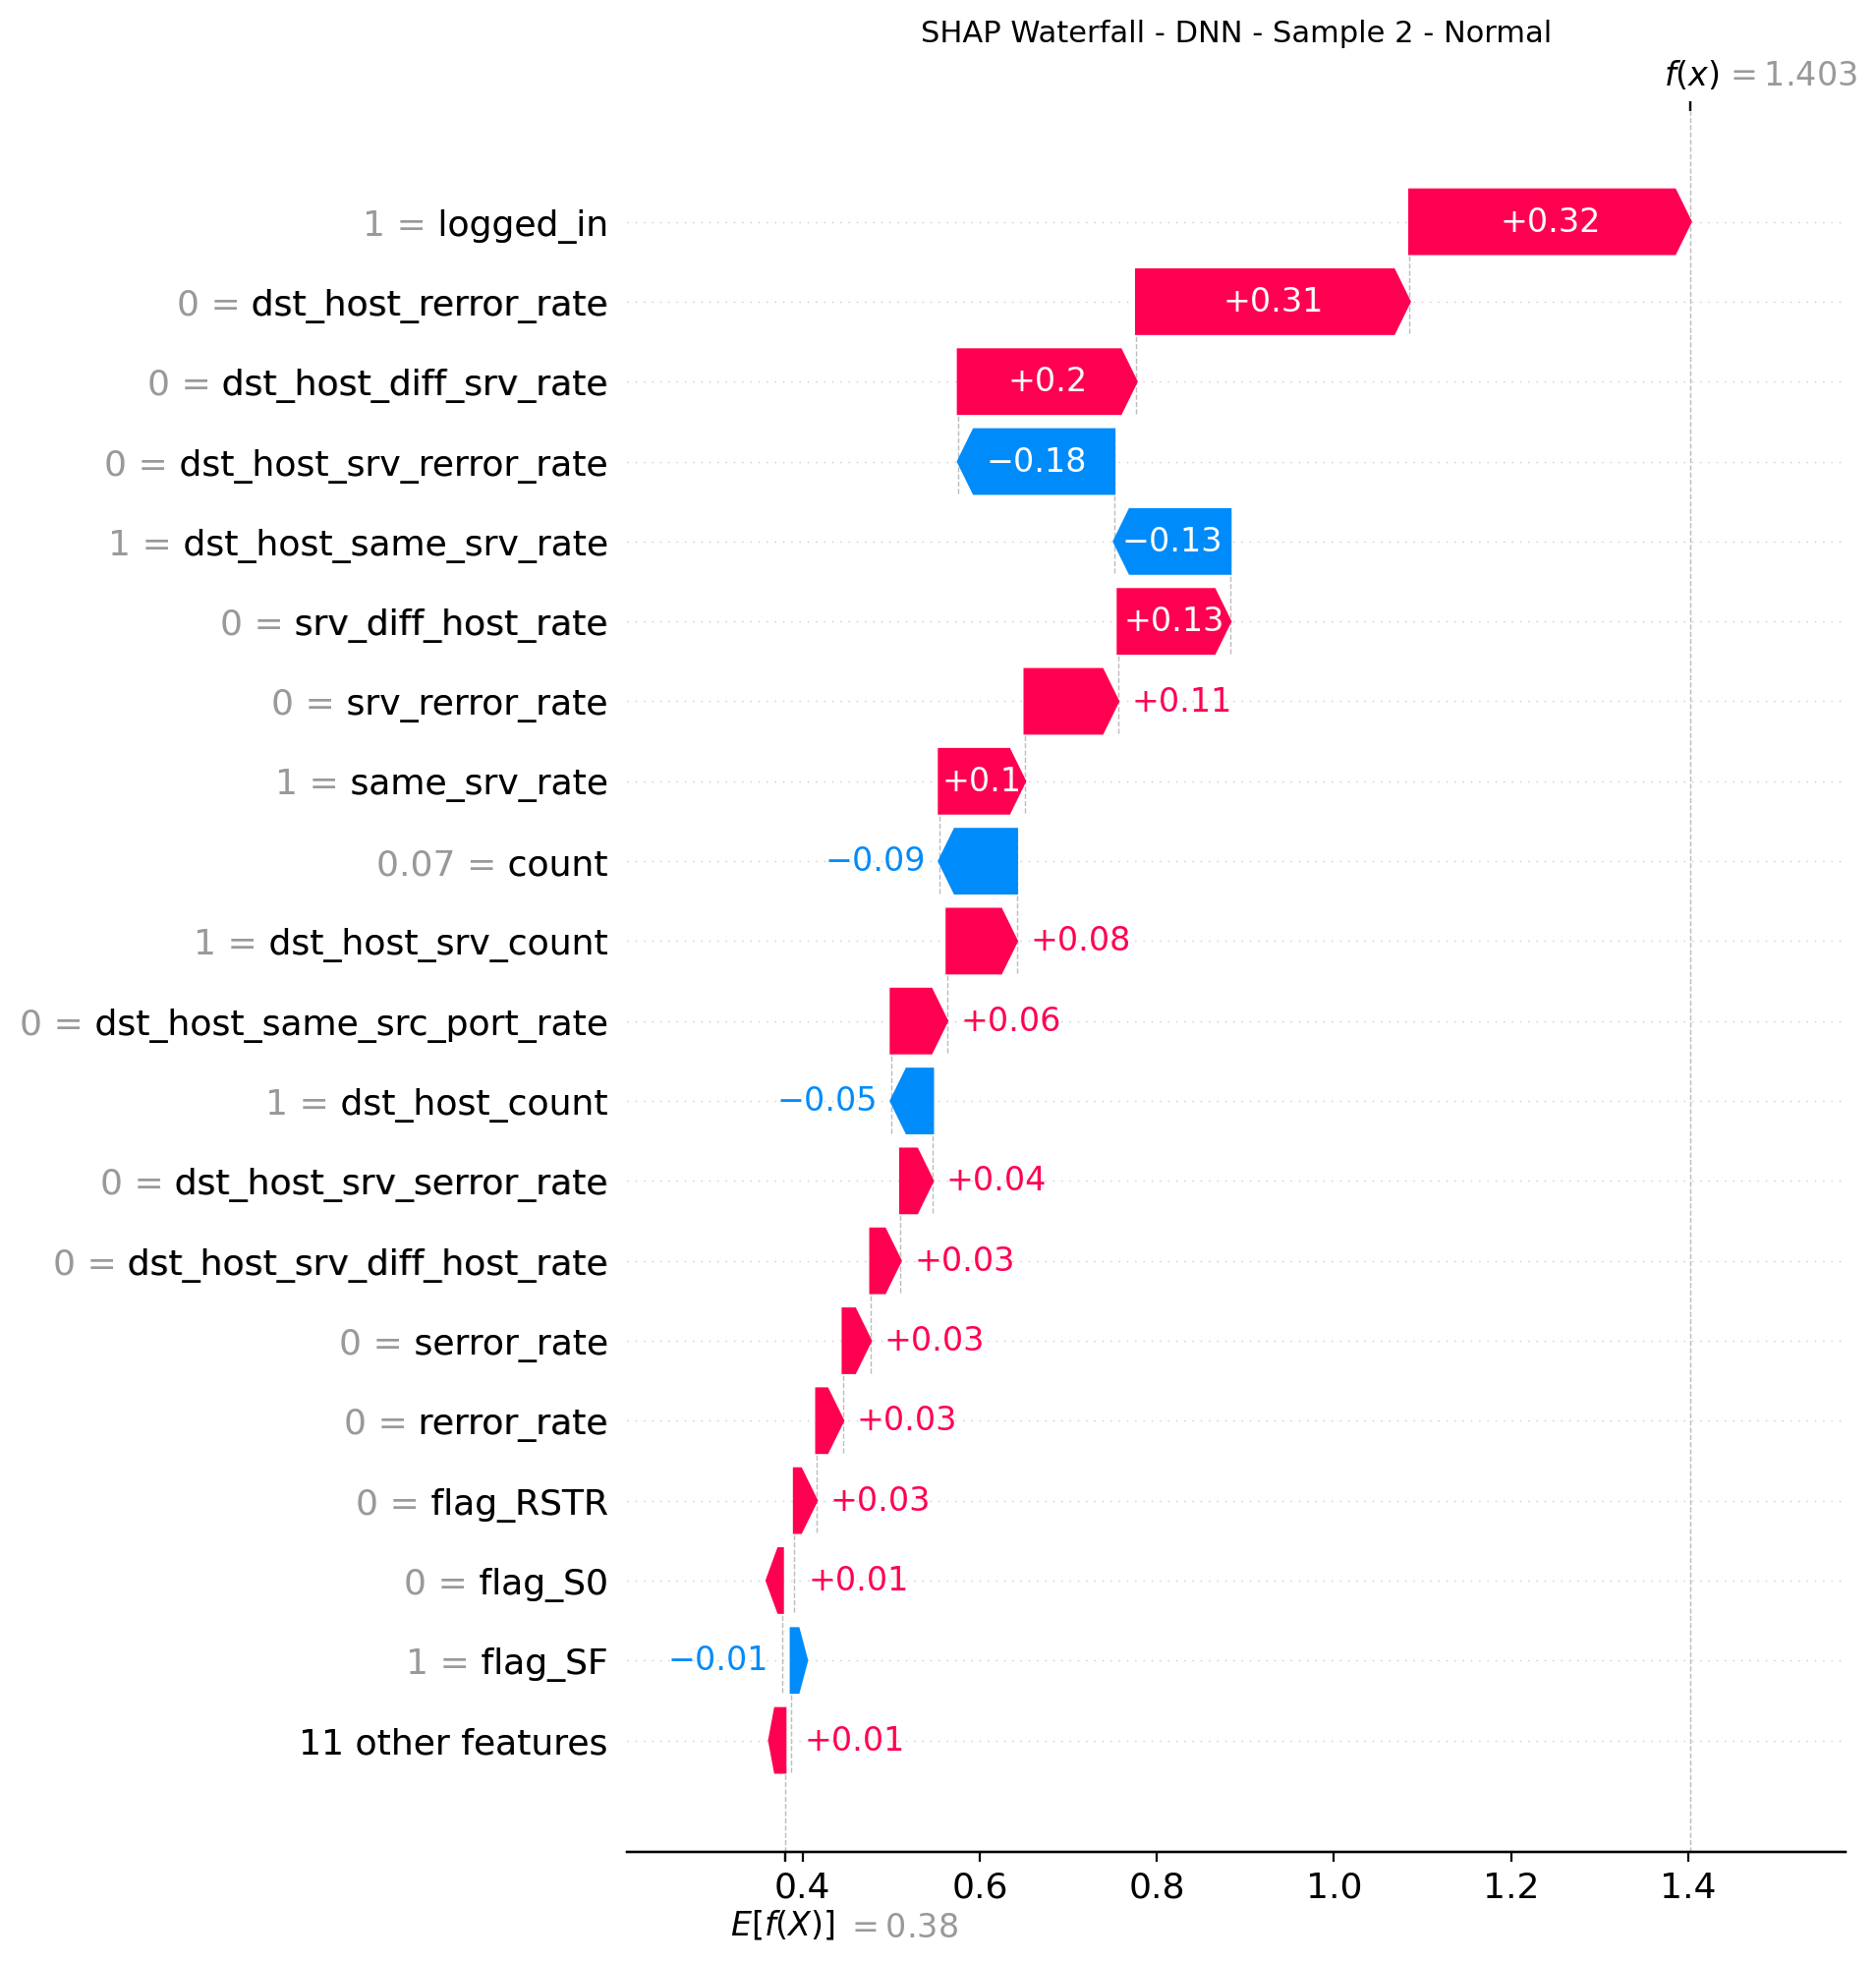 SHAP Waterfall - DNN - Sample 2 - Normal
f(x) = 1.403
1 = logged_in +0.32
0 = dst_host_rerror_rate +0.31
0 = dst_host_diff_srv_rate +0.2
0 = dst_host_srv_rerror_rate −0.18
1 = dst_host_same_srv_rate −0.13
0 = srv_diff_host_rate +0.13
0 = srv_rerror_rate +0.11
1 = same_srv_rate +0.1
0.07 = count −0.09
1 = dst_host_srv_count +0.08
0 = dst_host_same_src_port_rate +0.06
1 = dst_host_count −0.05
0 = dst_host_srv_serror_rate +0.04
0 = dst_host_srv_diff_host_rate +0.03
0 = serror_rate +0.03
0 = rerror_rate +0.03
0 = flag_RSTR +0.03
0 = flag_S0 +0.01
1 = flag_SF −0.01
11 other features +0.01
0.4 0.6 0.8 1.0 1.2 1.4
E[f(X)] = 0.38